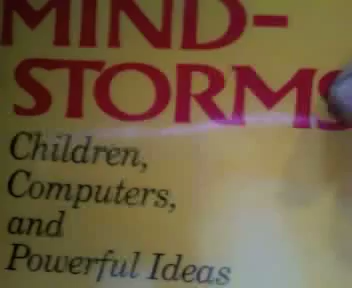 MIND-
STORMS
Children,
Computers,
and
Powerful Ideas